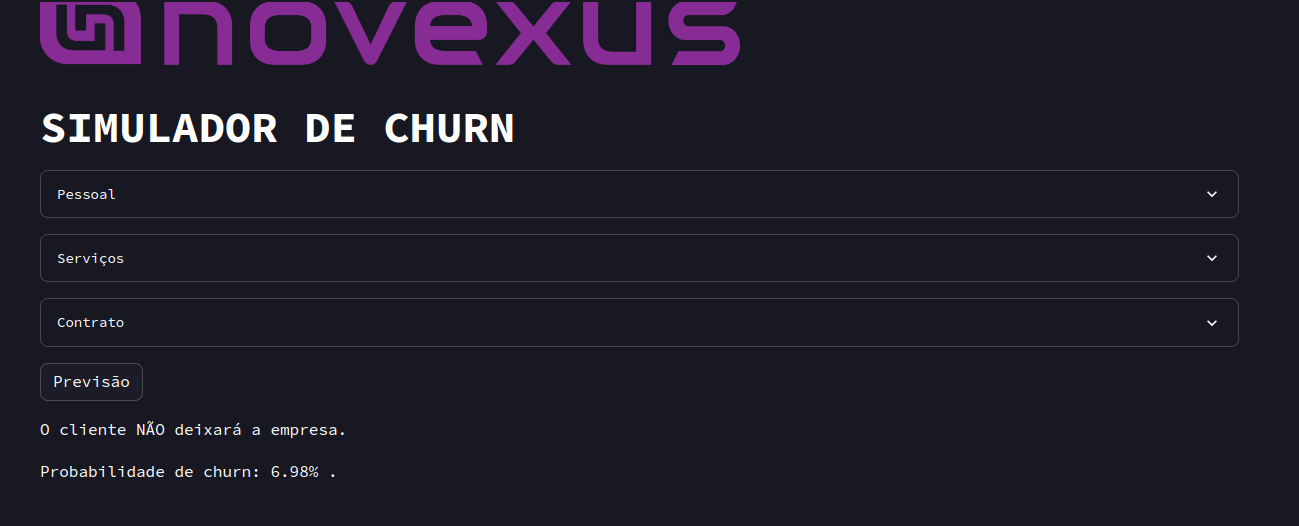 novexus
SIMULADOR DE CHURN
Pessoal
Serviços
Contrato
Previsão
O cliente NÃO deixará a empresa.
Probabilidade de churn: 6.98% .